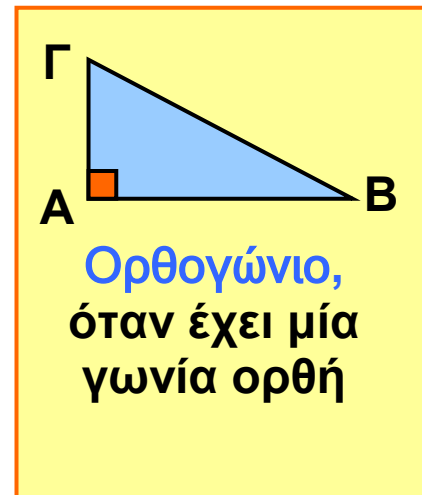 Γ
Α
Β
Ορθογώνιο,
όταν έχει μία
γωνία ορθή